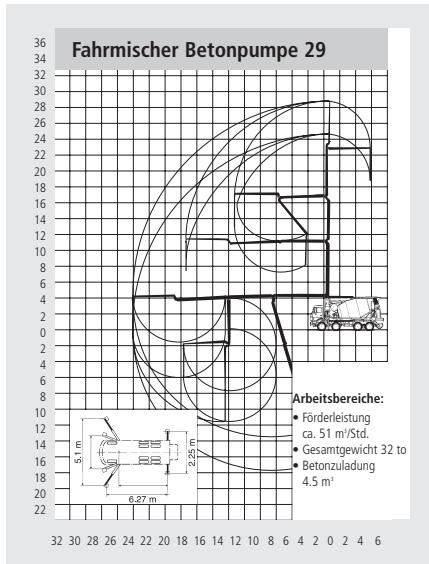 Fahrmischer Betonpumpe 29
36
34
32
30
28
26
24
22
20
18
16
14
12
10
8
6
4
2
0
2
4
6
8
10
12
14
16
18
20
22
Arbeitsbereiche:
• Förderleistung
ca. 51 m³/Std.
• Gesamtgewicht 32 to
• Betonzuladung
4.5 m³
5.1 m
2.25 m
6.27 m
32 30 28 26 24 22 20 18 16 14 12 10 8 6 4 2 0 2 4 6